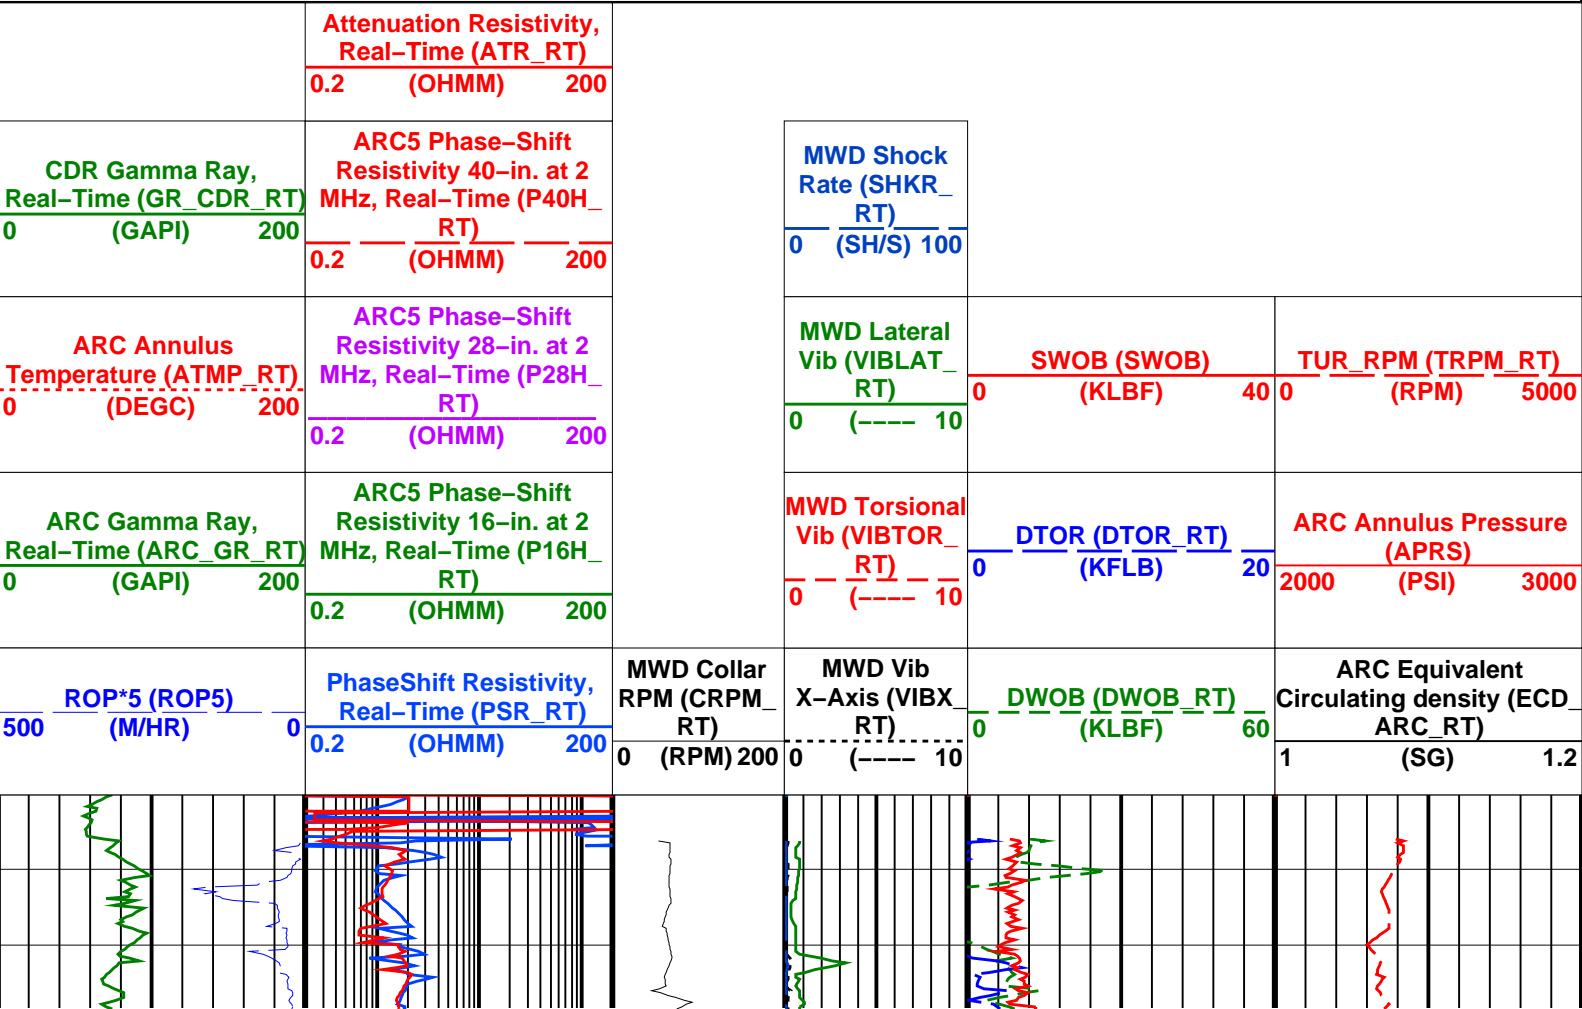 Attenuation Resistivity,
Real–Time (ATR_RT)
0.2 (OHMM) 200
CDR Gamma Ray,
Real–Time (GR_CDR_RT)
0 (GAPI) 200
ARC5 Phase–Shift
Resistivity 40–in. at 2
MHz, Real–Time (P40H_
RT)
0.2 (OHMM) 200
MWD Shock
Rate (SHKR_
RT)
0 (SH/S) 100
ARC Annulus
Temperature (ATMP_RT)
0 (DEGC) 200
ARC5 Phase–Shift
Resistivity 28–in. at 2
MHz, Real–Time (P28H_
RT)
0.2 (OHMM) 200
MWD Lateral
Vib (VIBLAT_
RT)
0 (–––– 10
SWOB (SWOB)
0 (KLBF) 40
TUR_RPM (TRPM_RT)
0 (RPM) 5000
ARC Gamma Ray,
Real–Time (ARC_GR_RT)
0 (GAPI) 200
ARC5 Phase–Shift
Resistivity 16–in. at 2
MHz, Real–Time (P16H_
RT)
0.2 (OHMM) 200
MWD Torsional
Vib (VIBTOR_
RT)
0 (–––– 10
DTOR (DTOR_RT)
0 (KFLB) 20
ARC Annulus Pressure
(APRS)
2000 (PSI) 3000
ROP*5 (ROP5)
500 (M/HR) 0
PhaseShift Resistivity,
Real–Time (PSR_RT)
0.2 (OHMM) 200
MWD Collar
RPM (CRPM_
RT)
0 (RPM) 200
MWD Vib
X–Axis (VIBX_
RT)
0 (–––– 10
DWOB (DWOB_RT)
0 (KLBF) 60
ARC Equivalent
Circulating density (ECD_
ARC_RT)
1 (SG) 1.2